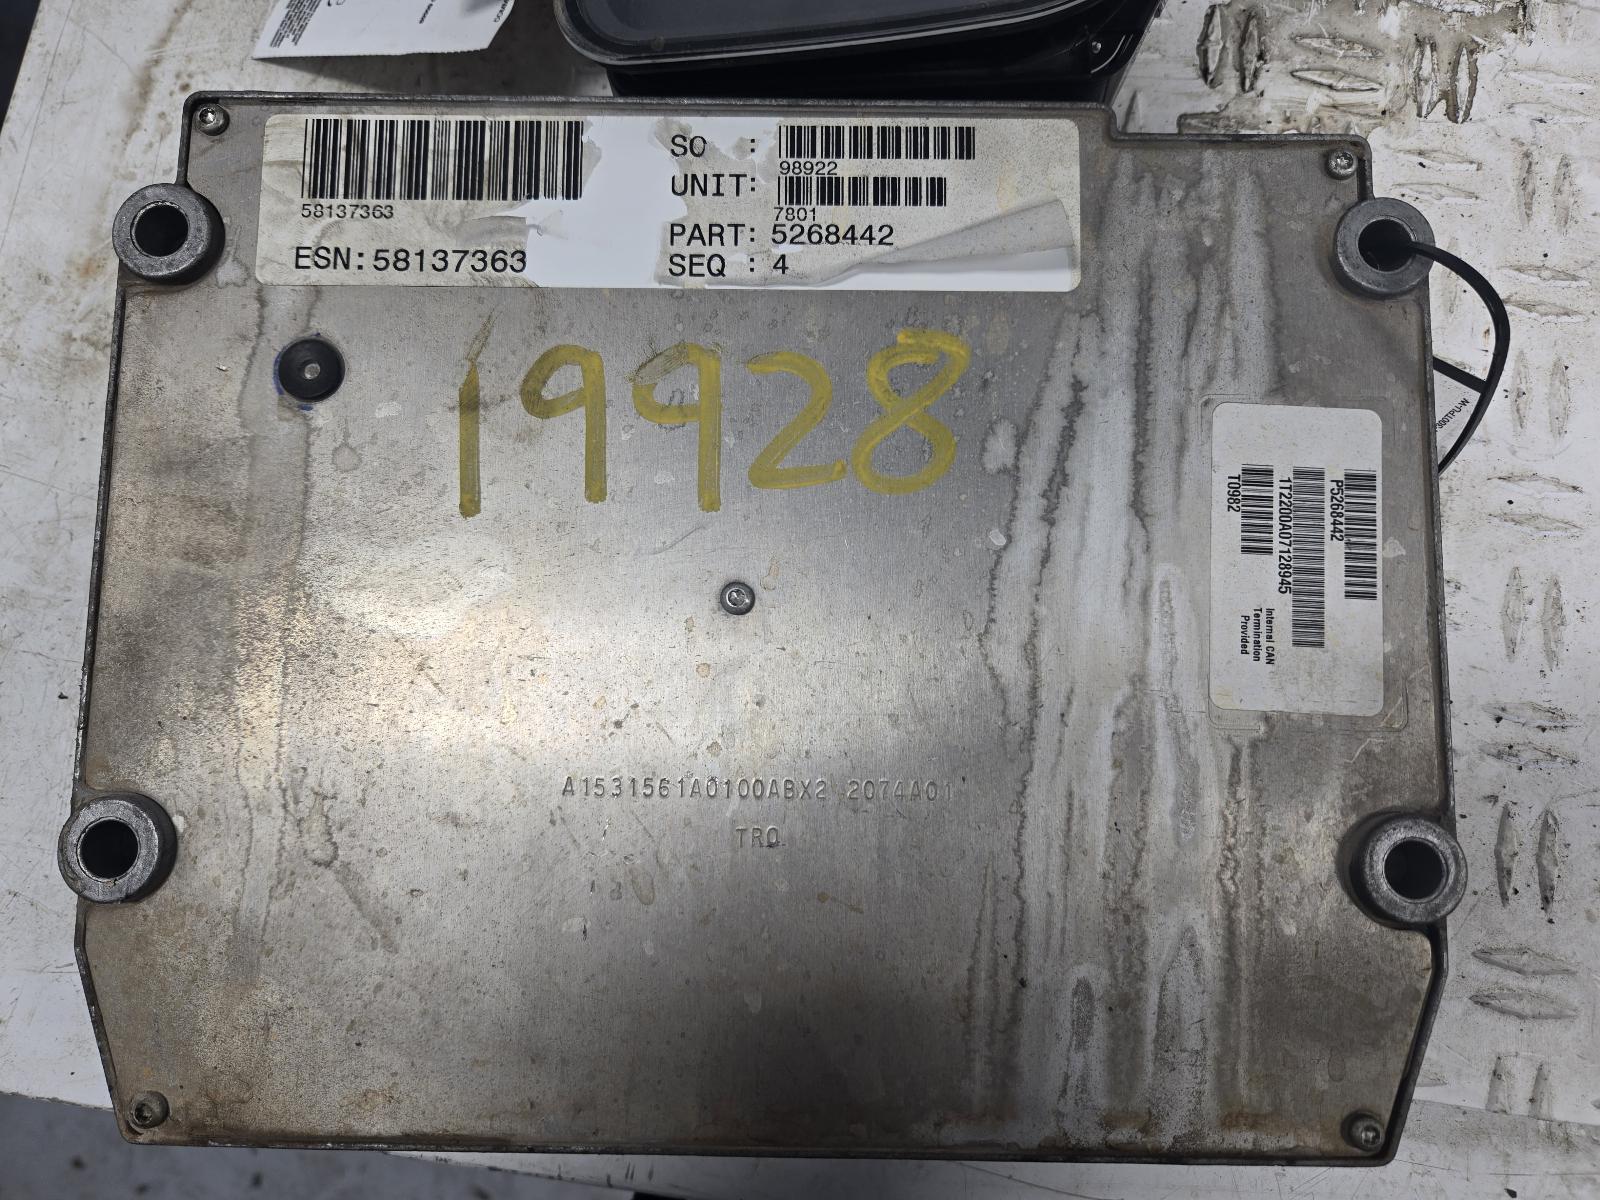 58137363
ESN:58137363
SO :
98922
UNIT:
7801
PART: 5268442
SEQ : 4
19928
P5268442
1T2200A07128945
T0982
Internal CAN
Termination
Provided
A1531561A0100ABX2 2074A01
TRQ
300TPU-W